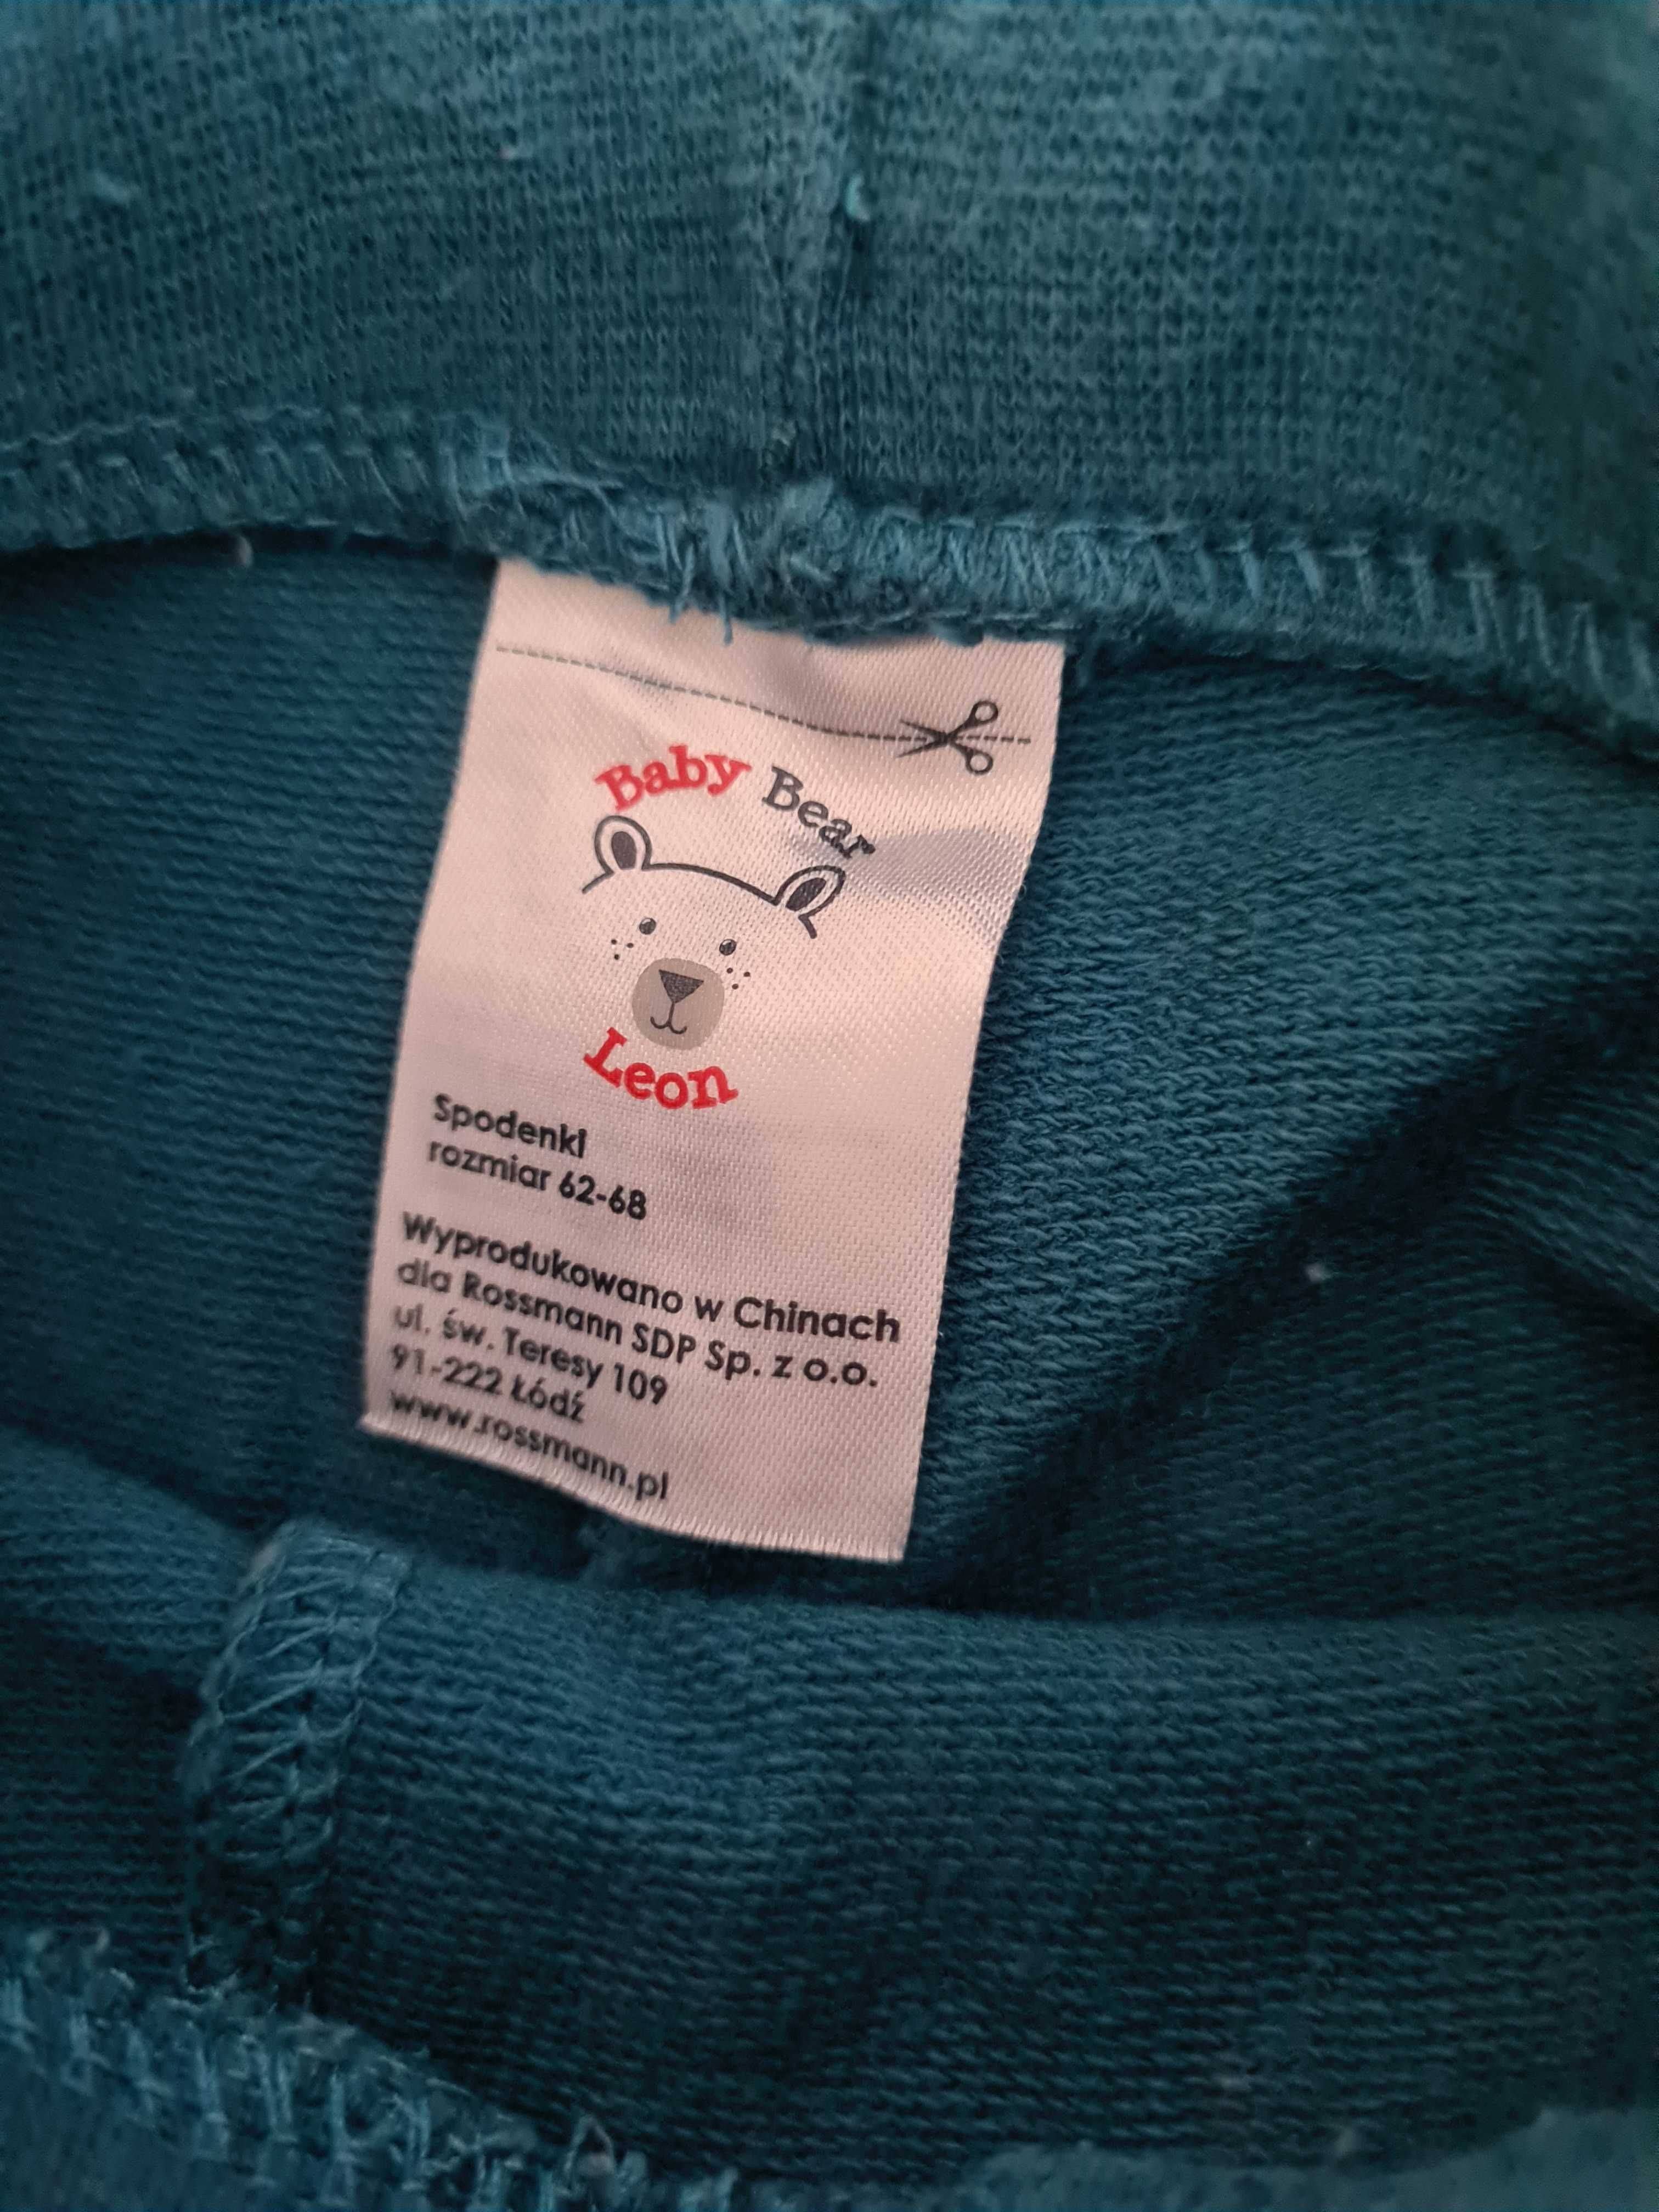 Baby Bear
Leon
Spodenki
rozmiar 62-68
Wyprodukowano w Chinach
dla Rossmann SDP Sp. z o.o.
ul. św. Teresy 109
91-222 Łódź
www.rossmann.pl